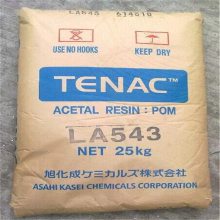 LA543
USE NO HOOKS
KEEP DRY
TENAC™
ACETAL RESIN : POM
LA543
NET 25kg
旭化成ケミカルズ株式会社
ASAHI KASEI CHEMICALS CORPORATION